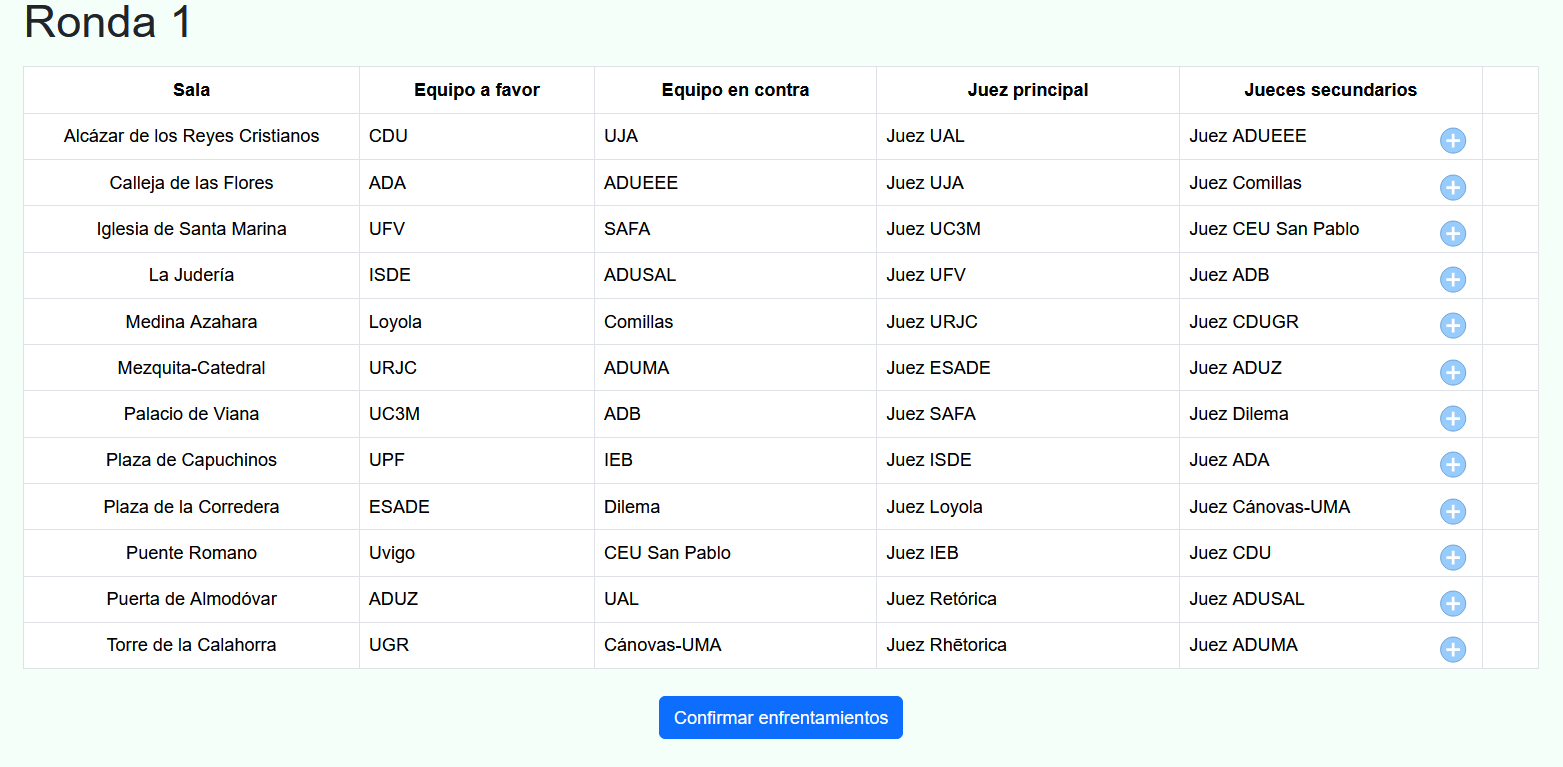 Ronda 1
Sala Equipo a favor Equipo en contra Juez principal Jueces secundarios
Alcázar de los Reyes Cristianos CDU UJA Juez UAL Juez ADUEEE
Calleja de las Flores ADA ADUEEE Juez UJA Juez Comillas
Iglesia de Santa Marina UFV SAFA Juez UC3M Juez CEU San Pablo
La Judería ISDE ADUSAL Juez UFV Juez ADB
Medina Azahara Loyola Comillas Juez URJC Juez CDUGR
Mezquita-Catedral URJC ADUMA Juez ESADE Juez ADUZ
Palacio de Viana UC3M ADB Juez SAFA Juez Dilema
Plaza de Capuchinos UPF IEB Juez ISDE Juez ADA
Plaza de la Corredera ESADE Dilema Juez Loyola Juez Cánovas-UMA
Puente Romano Uvigo CEU San Pablo Juez IEB Juez CDU
Puerta de Almodóvar ADUZ UAL Juez Retórica Juez ADUSAL
Torre de la Calahorra UGR Cánovas-UMA Juez Rhētorica Juez ADUMA
Confirmar enfrentamientos